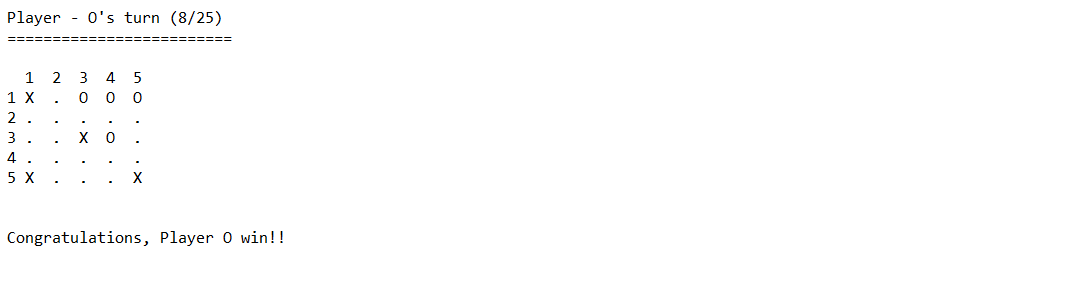 Player - O's turn (8/25)
=========================
  1  2  3  4  5
1 X  .  O  O  O
2 .  .  .  .  .
3 .  .  X  O  .
4 .  .  .  .  .
5 X  .  .  .  X
Congratulations, Player O win!!